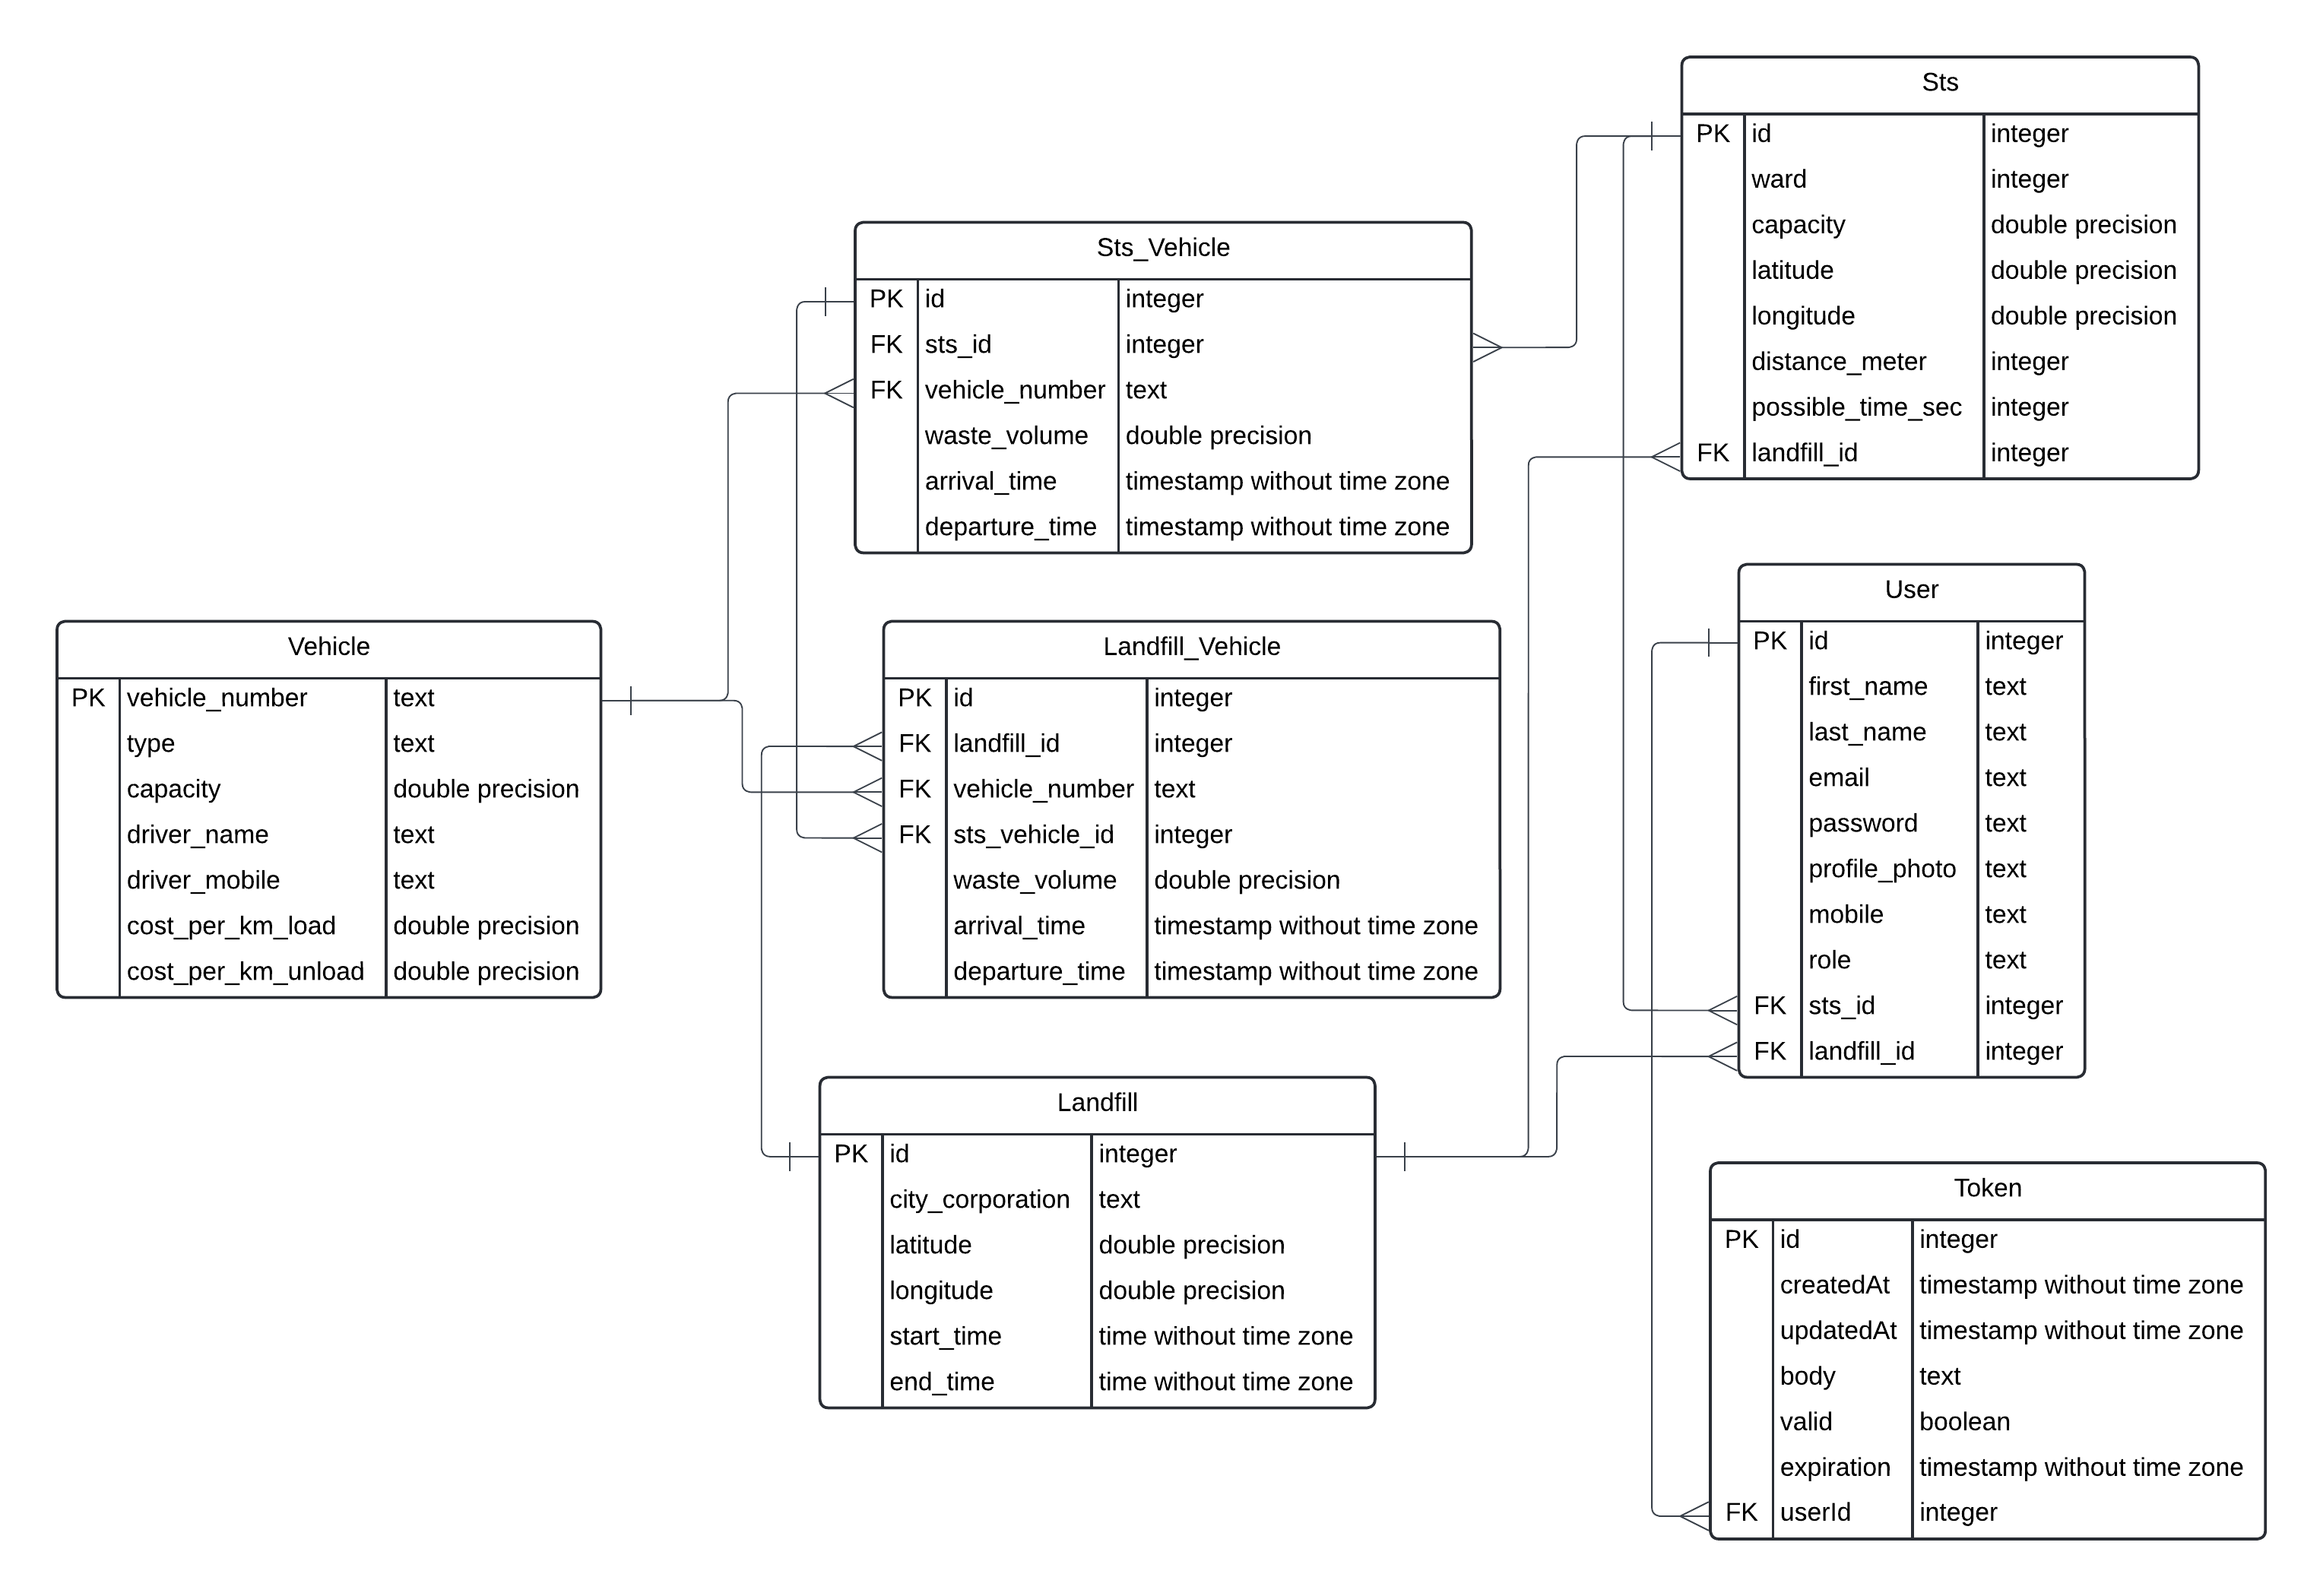 Sts
PK id integer
ward integer
capacity double precision
latitude double precision
longitude double precision
distance_meter integer
possible_time_sec integer
FK landfill_id integer
Sts_Vehicle
PK id integer
FK sts_id integer
FK vehicle_number text
waste_volume double precision
arrival_time timestamp without time zone
departure_time timestamp without time zone
Vehicle
PK vehicle_number text
type text
capacity double precision
driver_name text
driver_mobile text
cost_per_km_load double precision
cost_per_km_unload double precision
Landfill_Vehicle
PK id integer
FK landfill_id integer
FK vehicle_number text
FK sts_vehicle_id integer
waste_volume double precision
arrival_time timestamp without time zone
departure_time timestamp without time zone
User
PK id integer
first_name text
last_name text
email text
password text
profile_photo text
mobile text
role text
FK sts_id integer
FK landfill_id integer
Landfill
PK id integer
city_corporation text
latitude double precision
longitude double precision
start_time time without time zone
end_time time without time zone
Token
PK id integer
createdAt timestamp without time zone
updatedAt timestamp without time zone
body text
valid boolean
expiration timestamp without time zone
FK userId integer